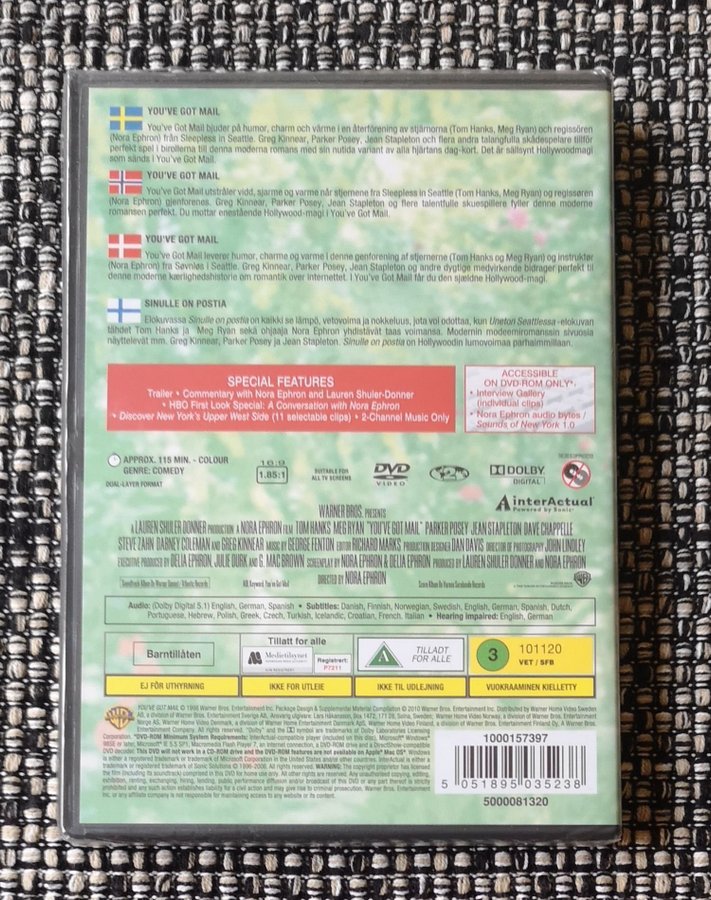 YOU'VE GOT MAIL
You've Got Mail bjuder på humor, charm och värme i en återförening av stjärnorna (Tom Hanks, Meg Ryan) och regissören
(Nora Ephron) från Sleepless in Seattle. Greg Kinnear, Parker Posey, Jean Stapleton och flera andra talangfulla skådespelare tillför
perfekt spel i birollerna till denna moderna romans med sin nutida variant av alla hjärtans dag-kort. Det är sällsynt Hollywoodmagi
som sänds i You've Got Mail.
YOU'VE GOT MAIL
You've Got Mail utstråler vidd, sjarme og varme når stjernene fra Sleepless in Seattle (Tom Hanks, Meg Ryan) og regissøren
(Nora Ephron) gjenforenes. Greg Kinnear, Parker Posey, Jean Stapleton og flere talentfulle skuespillere fyller denne moderne
romansen perfekt. Du mottar enestående Hollywood-magi i You've Got Mail.
YOU'VE GOT MAIL
You've Got Mail leverer humor, charme og varme i denne genforening af stjernerne (Tom Hanks og Meg Ryan) og instruktør
(Nora Ephron) fra Søvnløs i Seattle. Greg Kinnear, Parker Posey, Jean Stapleton og andre dygtige medvirkende bidrager perfekt til
denne moderne kærlighedshistorie om romantik over internettet. I You've Got Mail får du den sjældne Hollywood-magi.
SINULLE ON POSTIA
Elokuvassa Sinulle on postia on kaikki se lämpö, vetovoima ja nokkeluus, jota voi odottaa, kun Uneton Seattlessa -elokuvan
tähdet Tom Hanks ja Meg Ryan sekä ohjaaja Nora Ephron yhdistävät taas voimansa. Modernin modeemiromanssin sivuosia
näyttelevät mm. Greg Kinnear, Parker Posey ja Jean Stapleton. Sinulle on postia on Hollywoodin lumovoimaa parhaimmillaan.
SPECIAL FEATURES
Trailer • Commentary with Nora Ephron and Lauren Shuler-Donner
• HBO First Look Special: A Conversation with Nora Ephron
• Discover New York's Upper West Side (11 selectable clips) • 2-Channel Music Only
ACCESSIBLE
ON DVD-ROM ONLY*:
• Interview Gallery
(individual clips)
• Nora Ephron audio bytes /
Sounds of New York 1.0
APPROX. 115 MIN. - COLOUR
GENRE: COMEDY
DUAL-LAYER FORMAT
16:9
1.85:1
SUITABLE FOR
ALL TV SCREENS
DVD
VIDEO
2
DOLBY
DIGITAL
interActual
Powered by Sonic
WARNER BROS. PRESENTS
A LAUREN SHULER DONNER PRODUCTION A NORA EPHRON FILM TOM HANKS MEG RYAN "YOU'VE GOT MAIL" PARKER POSEY JEAN STAPLETON DAVE CHAPPELLE
STEVE ZAHN DABNEY COLEMAN AND GREG KINNEAR MUSIC BY GEORGE FENTON EDITOR RICHARD MARKS PRODUCTION DESIGNER DAN DAVIS DIRECTOR OF PHOTOGRAPHY JOHN LINDLEY
EXECUTIVE PRODUCERS DELIA EPHRON, JULIE DURK AND G. MAC BROWN SCREENPLAY BY NORA EPHRON & DELIA EPHRON PRODUCED BY LAUREN SHULER DONNER AND NORA EPHRON
DIRECTED BY NORA EPHRON
Soundtrack Album On Warner Sunset / Atlantic Records
AOL Keyword: You've Got Mail
Score Album On Varese Sarabande Records
Audio: (Dolby Digital 5.1) English, German, Spanish • Subtitles: Danish, Finnish, Norwegian, Swedish, English, German, Spanish, Dutch,
Portuguese, Hebrew, Polish, Greek, Czech, Turkish, Icelandic, Croatian, French, Italian • Hearing impaired: English, German
Barntillåten
Tillatt for alle
Medietilsynet
Registrert:
P7211
A
TILLADT
FOR ALLE
3
101120
VET / SFB
EJ FÖR UTHYRNING
IKKE FOR UTLEIE
IKKE TIL UDLEJNING
VUOKRAAMINEN KIELLETTY
1000157397
5 051895 035238
5000081320